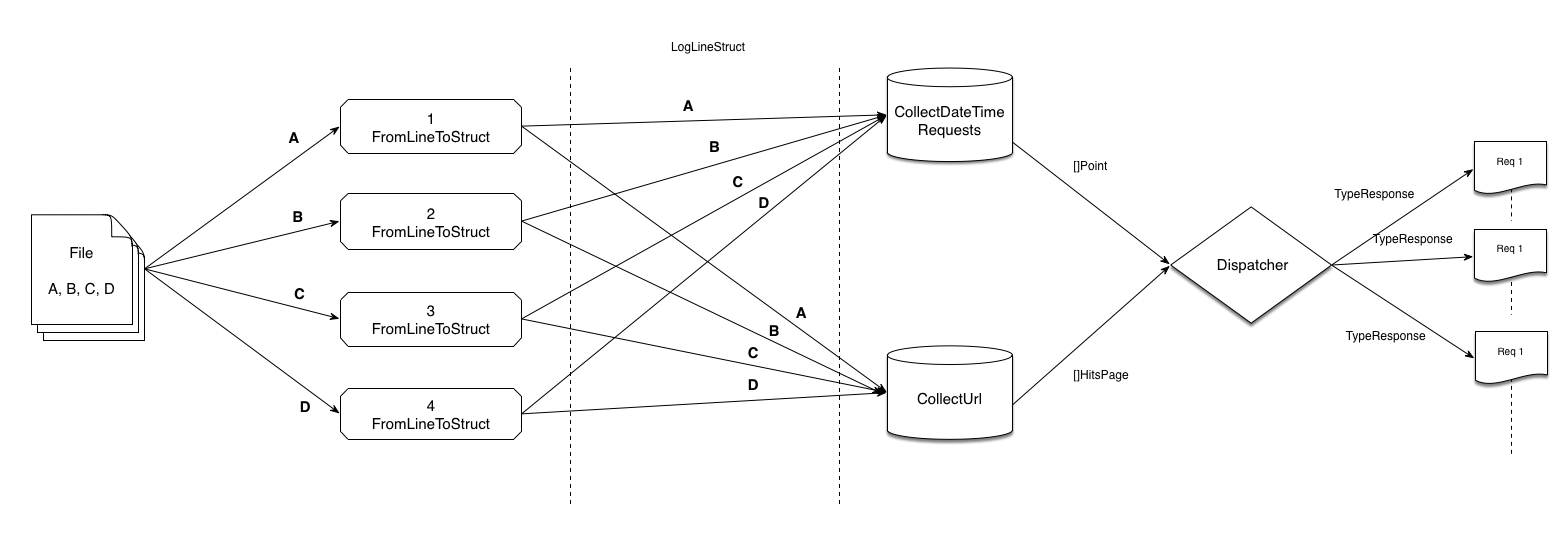 LogLineStruct
File
A, B, C, D
A
B
C
D
1
FromLineToStruct
2
FromLineToStruct
3
FromLineToStruct
4
FromLineToStruct
A
B
C
D
A
B
C
D
CollectDateTime
Requests
CollectUrl
[]Point
[]HitsPage
Dispatcher
TypeResponse
TypeResponse
TypeResponse
Req 1
Req 1
Req 1